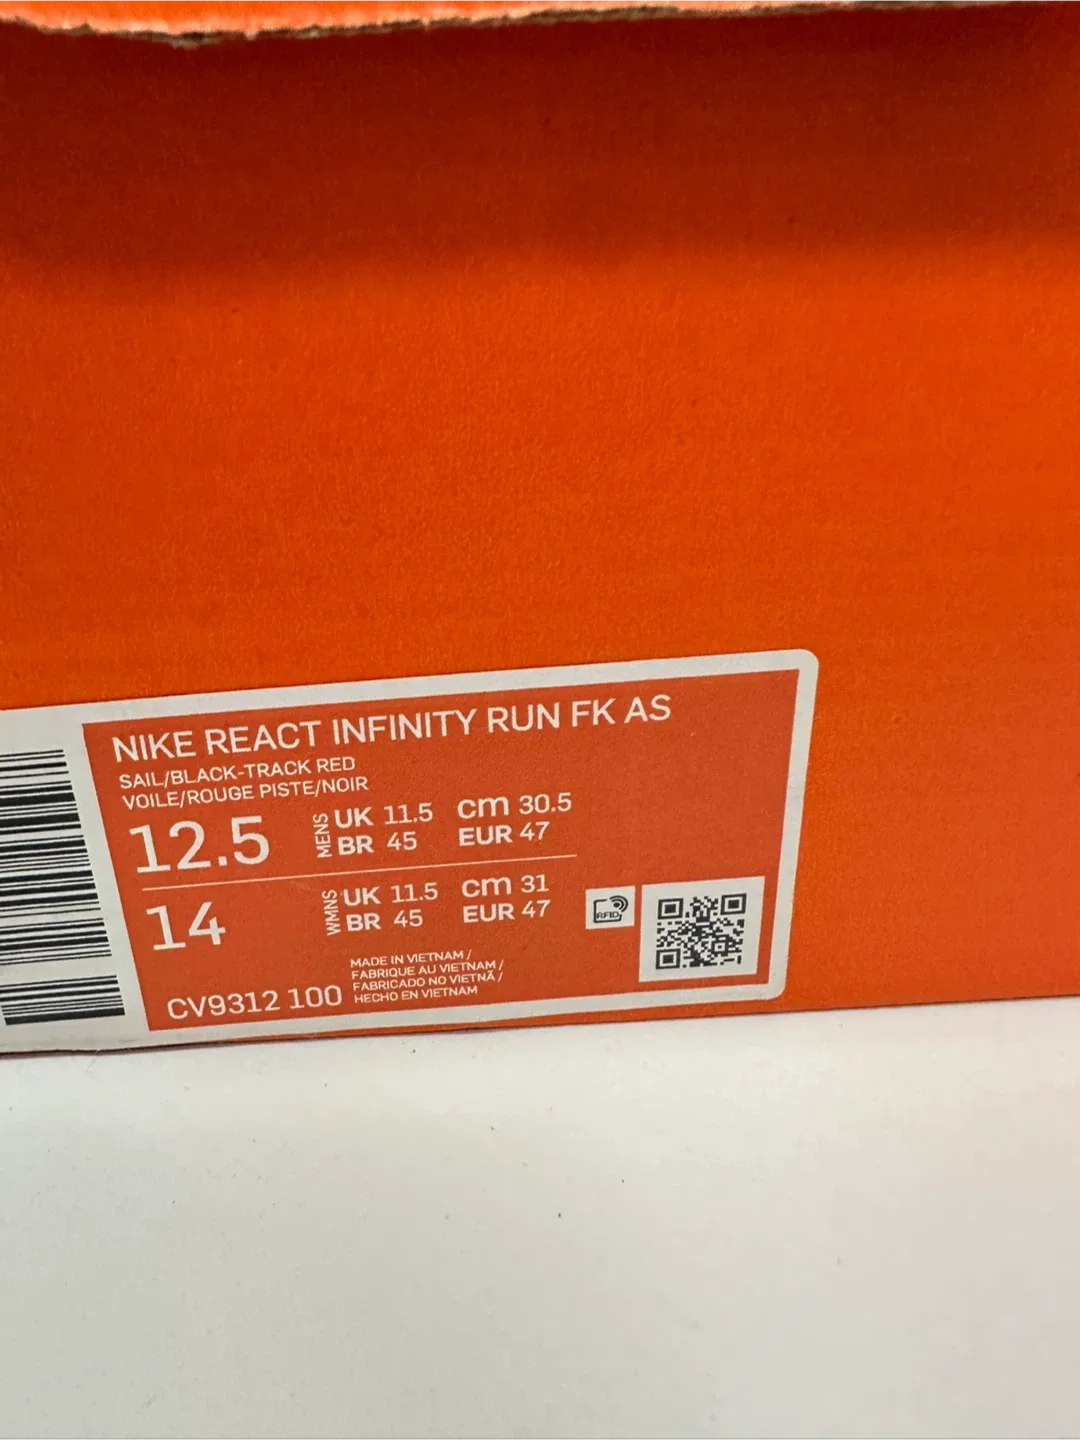 NIKE REACT INFINITY RUN FK AS
SAIL/BLACK-TRACK RED
VOILE/ROUGE PISTE/NOIR
12.5 MENS UK 11.5 cm 30.5
BR 45 EUR 47
14 WMNS UK 11.5 cm 31
BR 45 EUR 47
RFID
MADE IN VIETNAM /
FABRIQUE AU VIETNAM /
FABRICADO NO VIETNÃ /
HECHO EN VIETNAM
CV9312 100